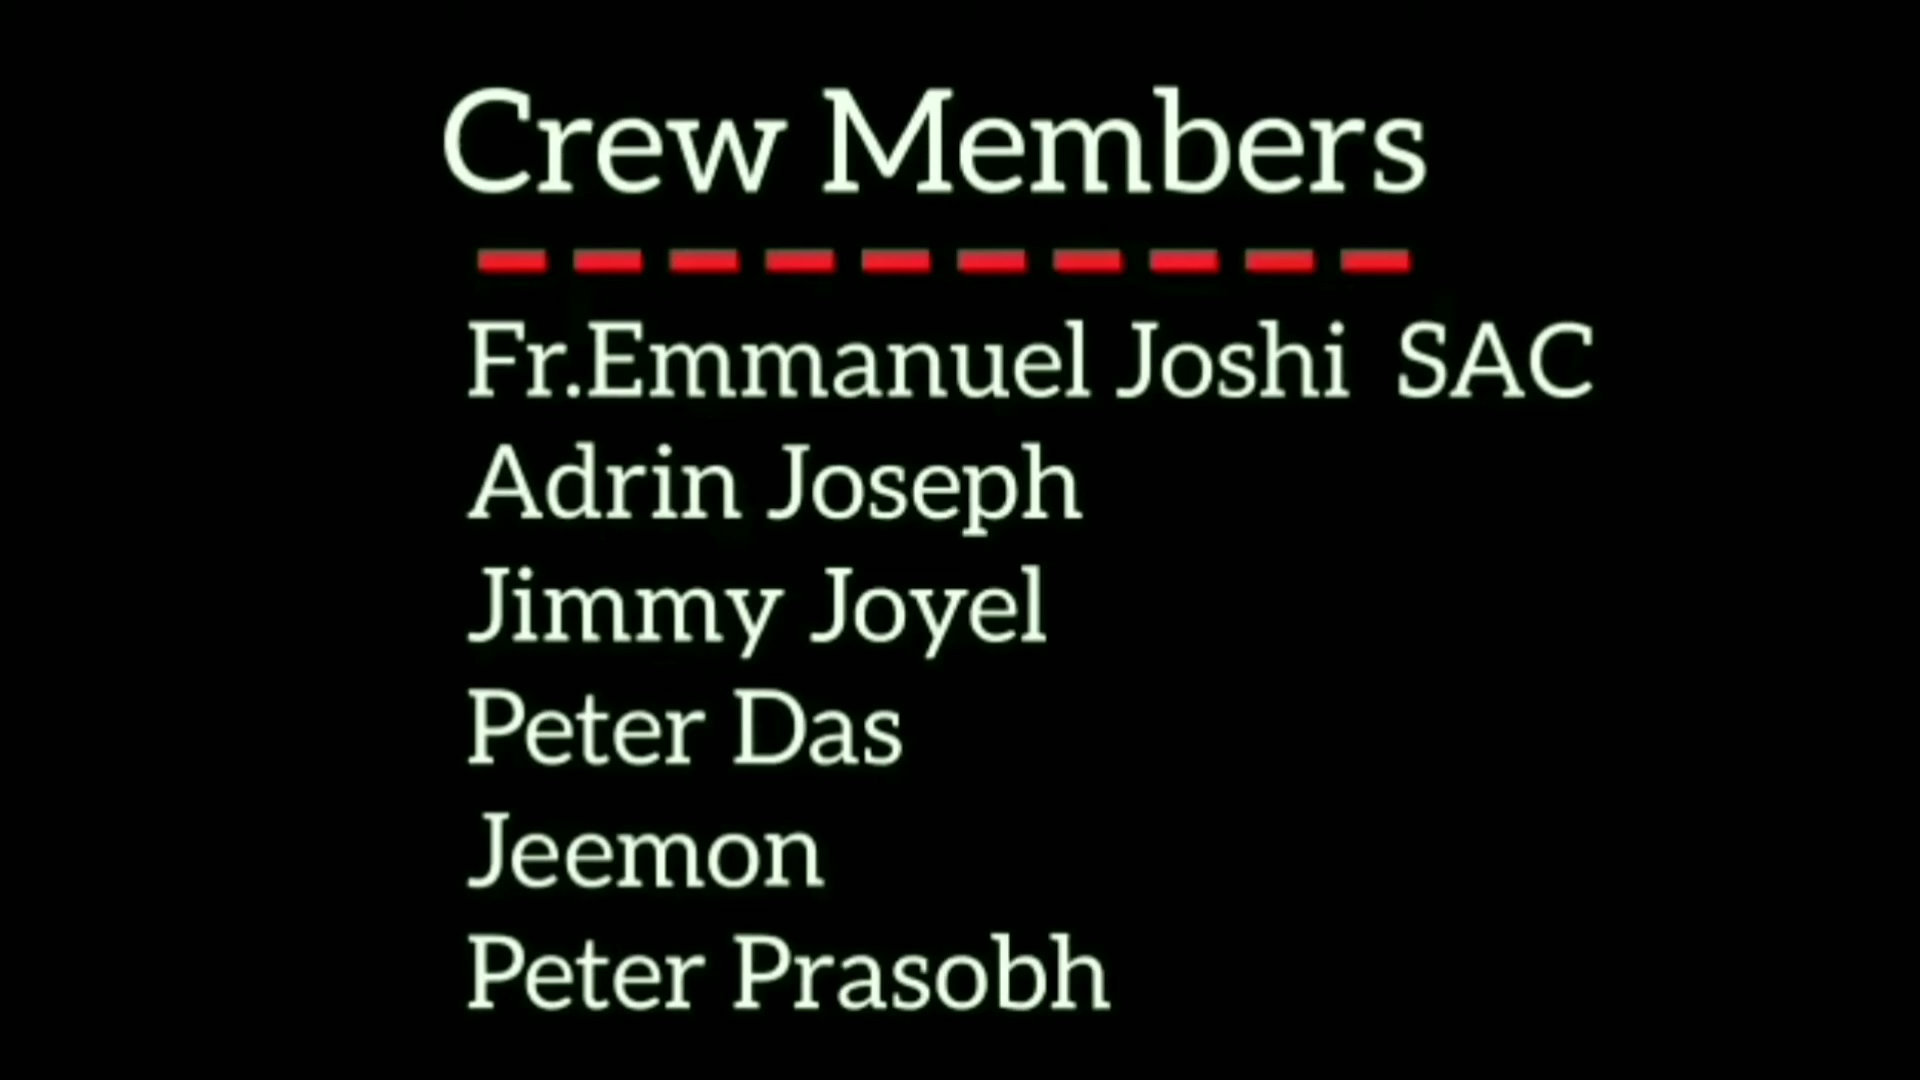 Crew Members
Fr.Emmanuel Joshi SAC
Adrin Joseph
Jimmy Joyel
Peter Das
Jeemon
Peter Prasobh